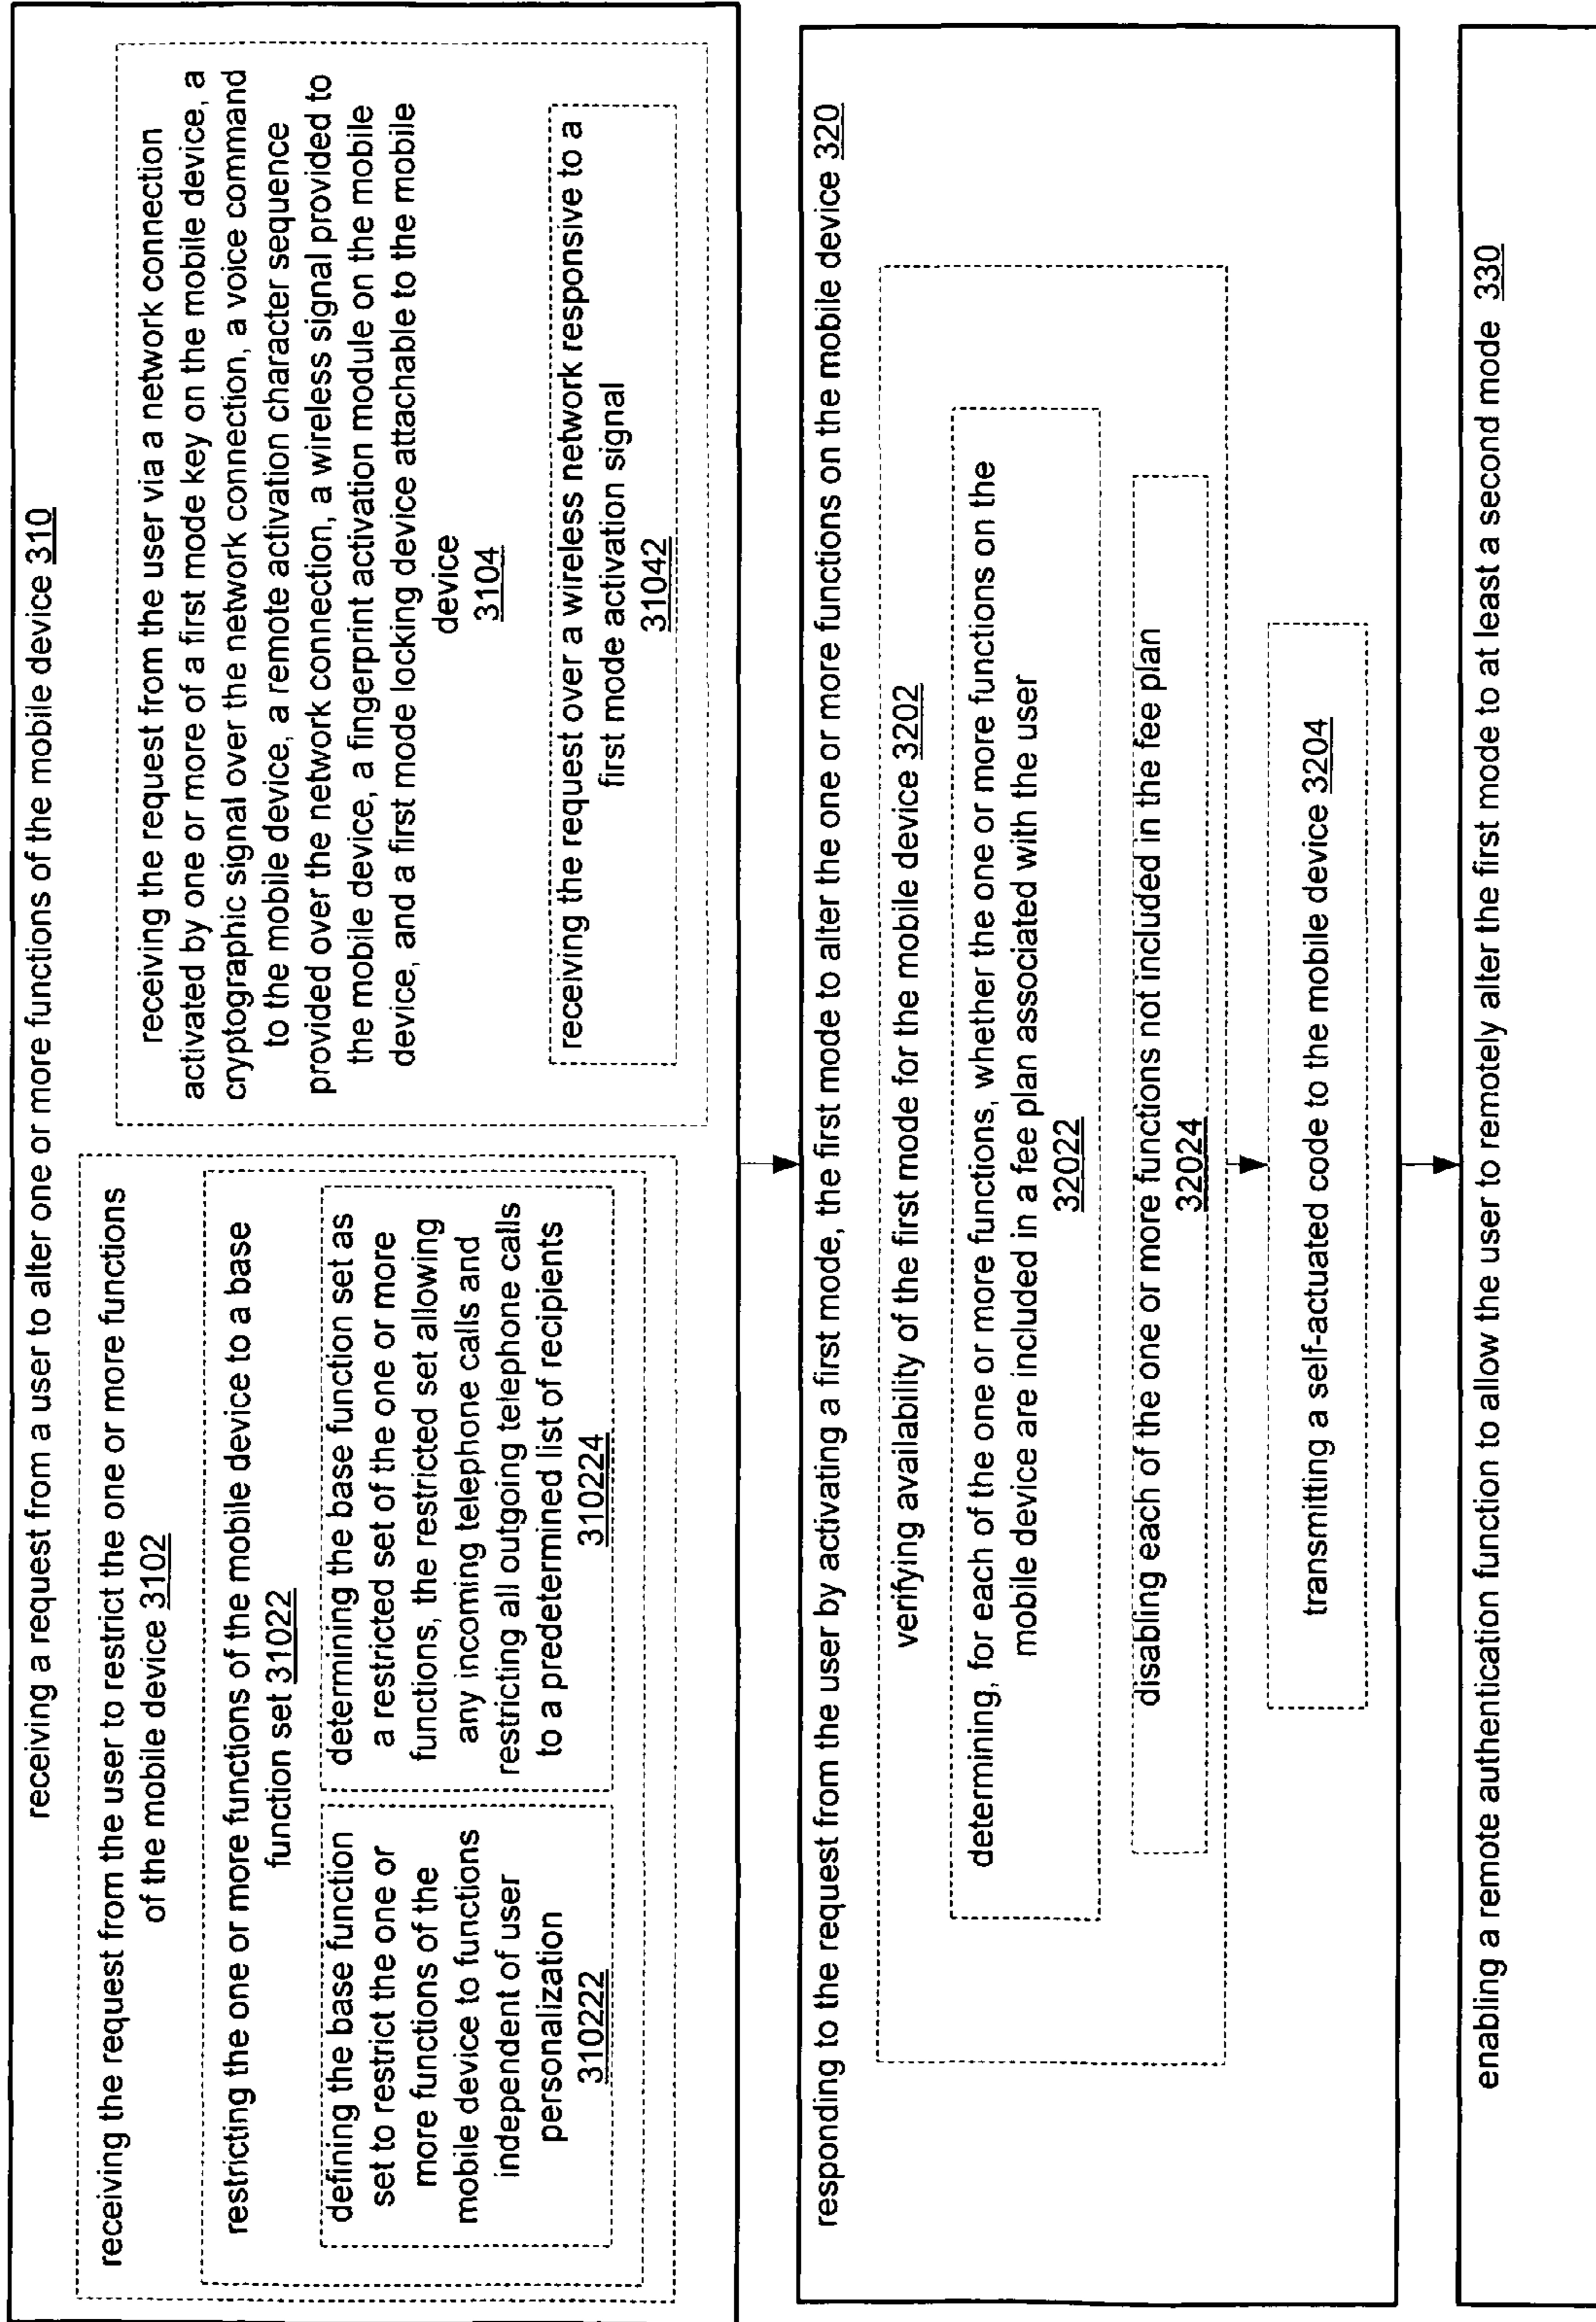 receiving a request from a user to alter one or more functions of the mobile device 310
receiving the request from the user to restrict the one or more functions
of the mobile device 3102
restricting the one or more functions of the mobile device to a base
function set 31022
defining the base function
set to restrict the one or
more functions of the
mobile device to functions
independent of user
personalization
310222
determining the base function set as
a restricted set of the one or more
functions, the restricted set allowing
any incoming telephone calls and
restricting all outgoing telephone calls
to a predetermined list of recipients
310224
receiving the request from the user via a network connection
activated by one or more of a first mode key on the mobile device, a
cryptographic signal over the network connection, a voice command
to the mobile device, a remote activation character sequence
provided over the network connection, a wireless signal provided to
the mobile device, a fingerprint activation module on the mobile
device, and a first mode locking device attachable to the mobile
device
3104
receiving the request over a wireless network responsive to a
first mode activation signal
31042
responding to the request from the user by activating a first mode, the first mode to alter the one or more functions on the mobile device 320
verifying availability of the first mode for the mobile device 3202
determining, for each of the one or more functions, whether the one or more functions on the
mobile device are included in a fee plan associated with the user
32022
disabling each of the one or more functions not included in the fee plan
32024
transmitting a self-actuated code to the mobile device 3204
enabling a remote authentication function to allow the user to remotely alter the first mode to at least a second mode 330